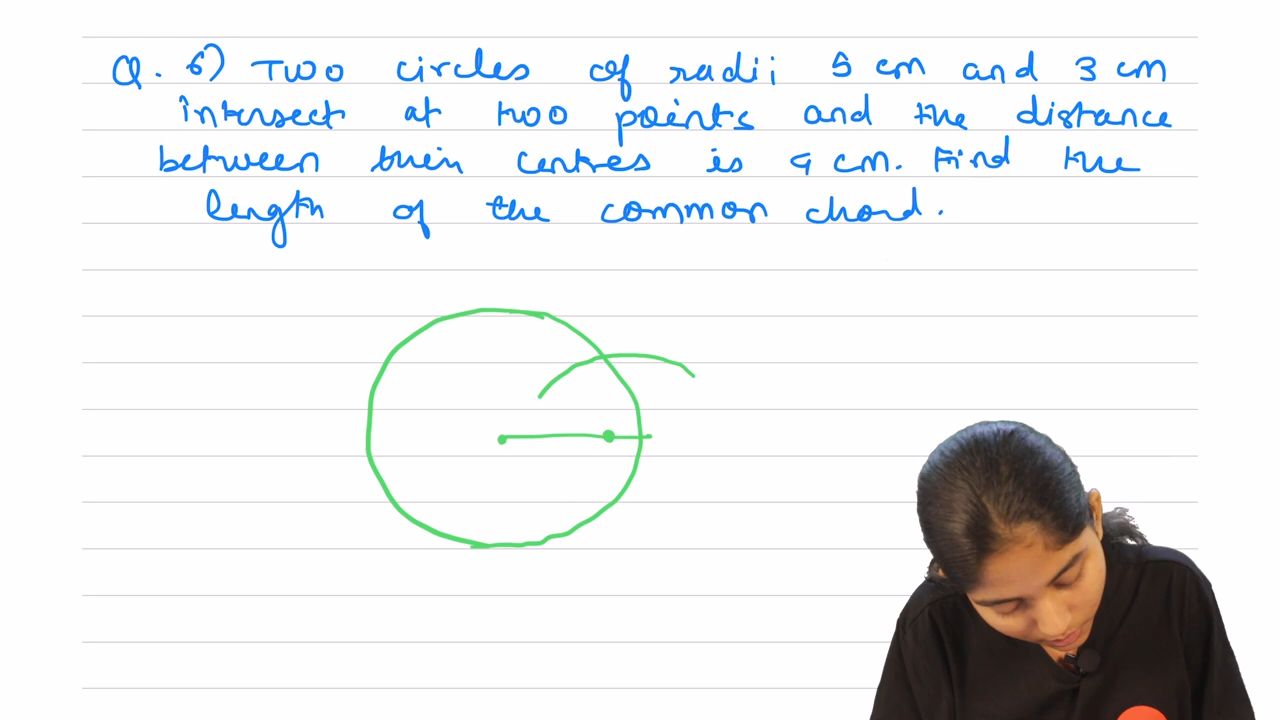 Q. 6) Two circles of radii 5 cm and 3 cm
intersect at two points and the distance
between their centres is 4 cm. Find the
length of the common chord.